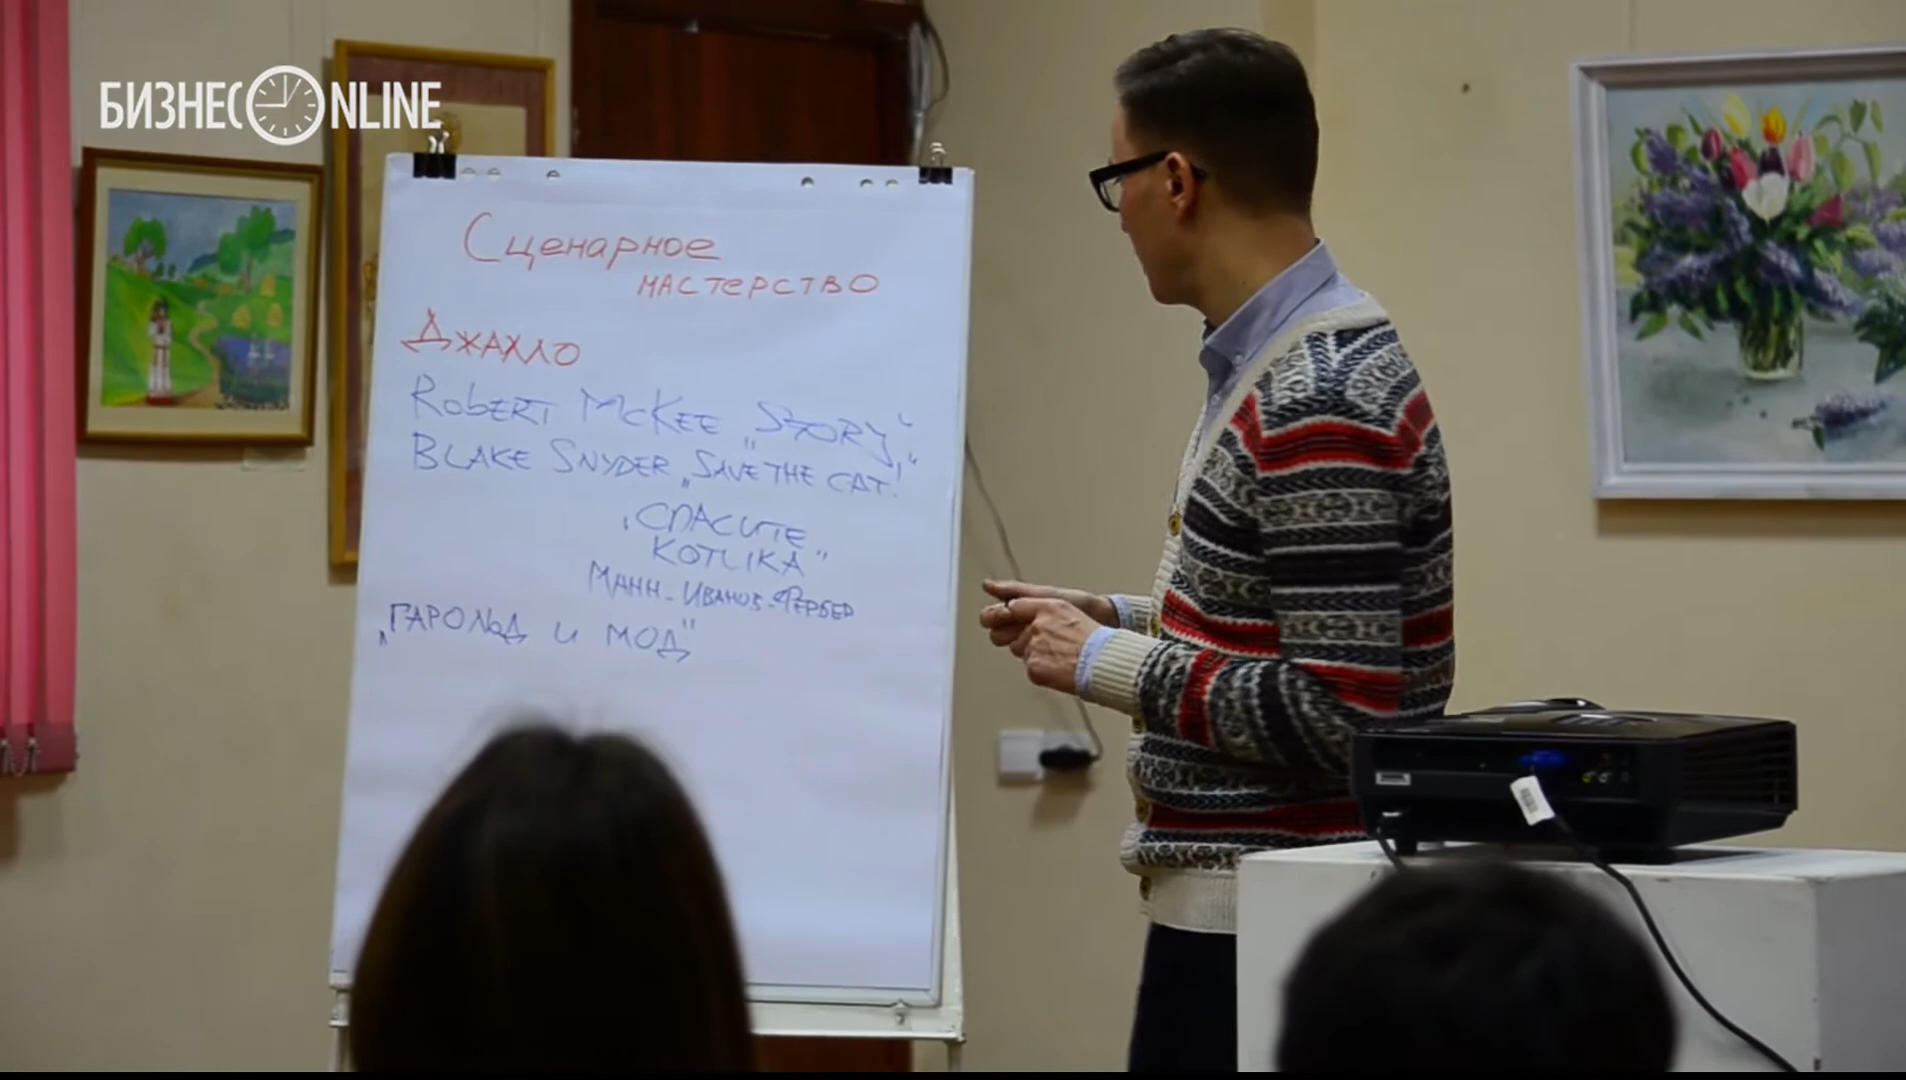 БИЗНЕС ONLINE
Сценарное
мастерство
Джалло
ROBERT MCKEE „STORY“
BLAKE SNYDER „SAVE THE CAT!“
„СПАСИТЕ
КОТИКА“
МАНН-ИВАНОВ-ФЕРБЕР
„ГАРОЛЬД И МОД“